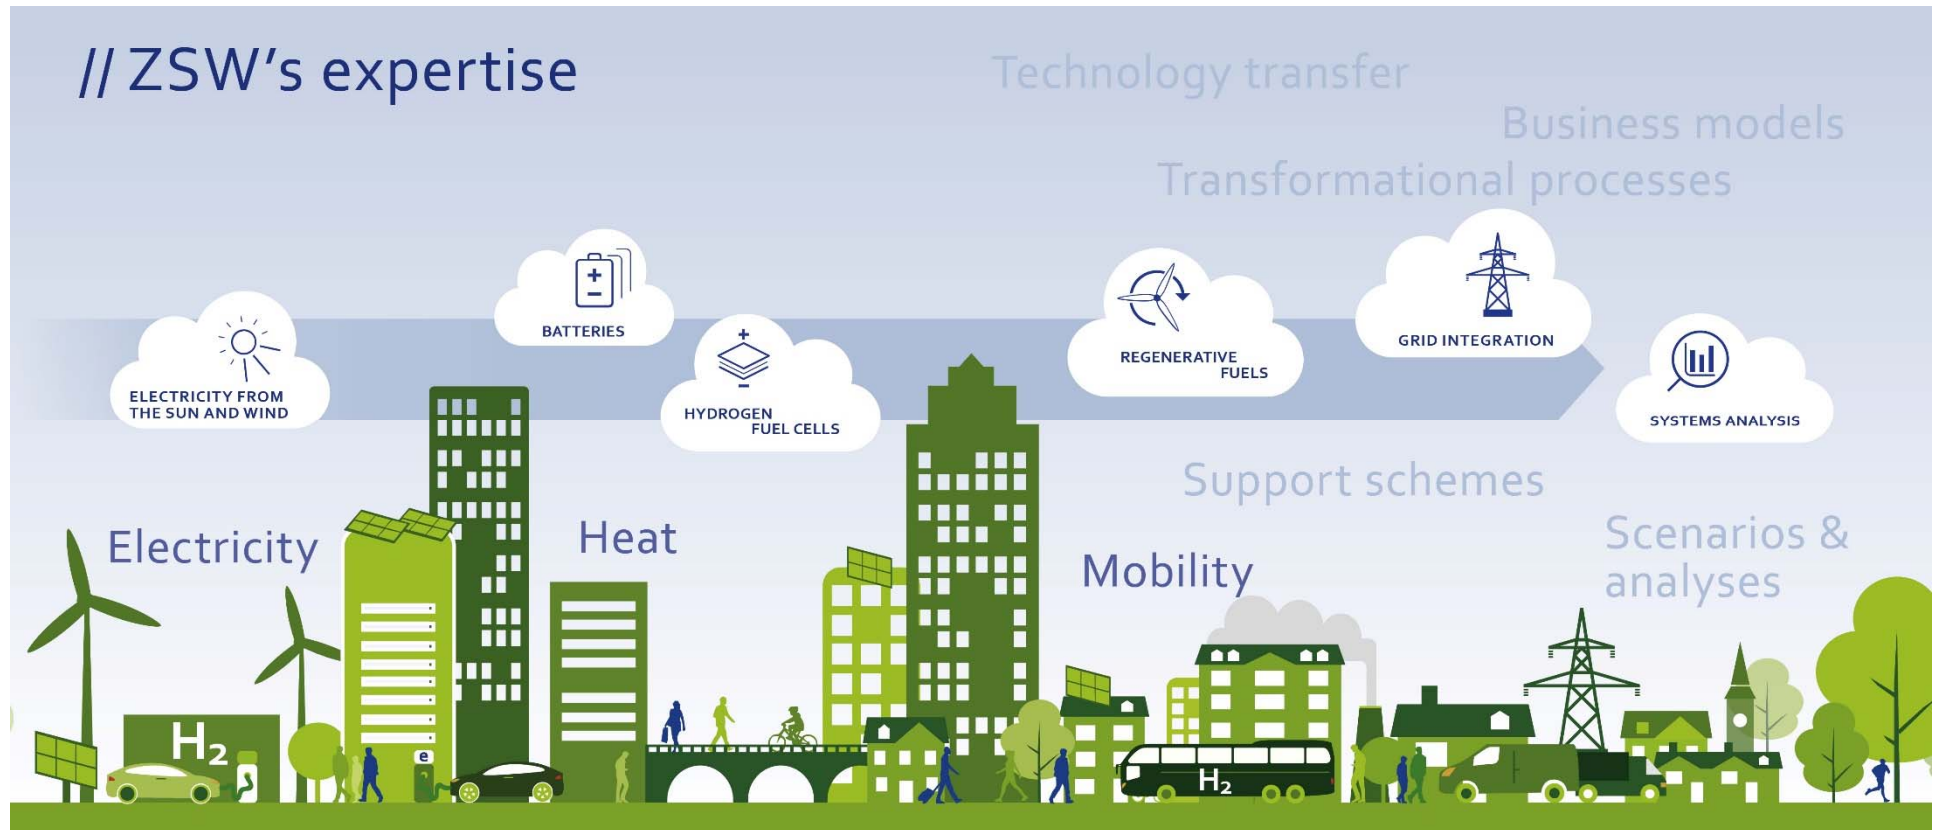 // ZSW's expertise
Technology transfer
Business models
Transformational processes
ELECTRICITY FROM
THE SUN AND WIND
BATTERIES
HYDROGEN
FUEL CELLS
REGENERATIVE
FUELS
GRID INTEGRATION
SYSTEMS ANALYSIS
Electricity
Heat
Mobility
Support schemes
Scenarios &
analyses
H₂
e
H₂